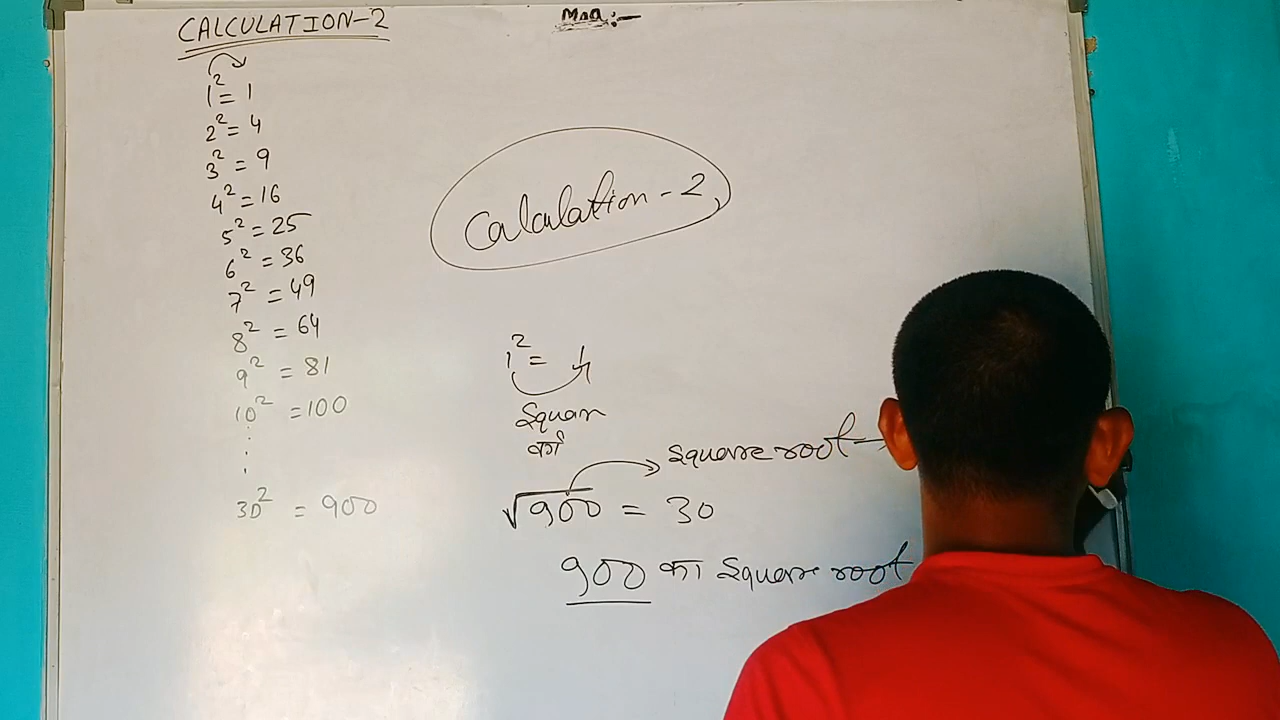 CALCULATION-2
1² = 1
2² = 4
3² = 9
4² = 16
5² = 25
6² = 36
7² = 49
8² = 64
9² = 81
10² = 100
30² = 900
Calculation - 2
1² = 1
Square
का
square root →
√900 = 30
900 का square root